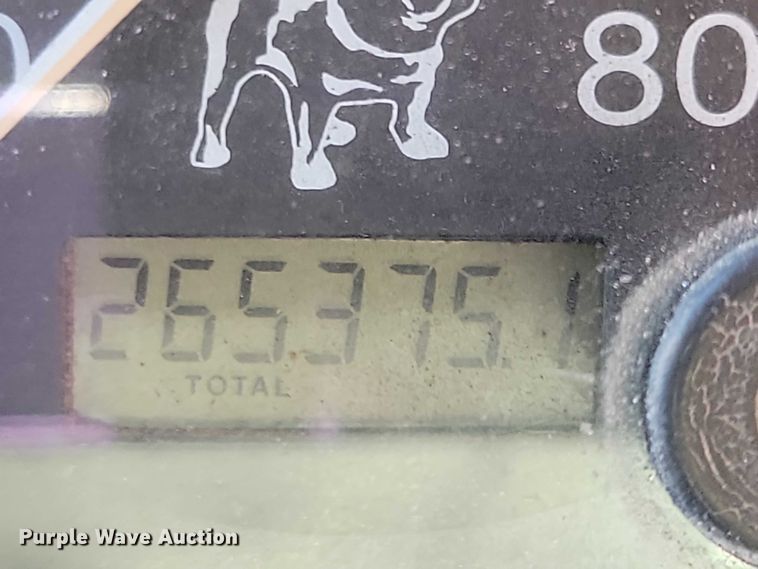 80
265375.1
TOTAL
Purple Wave Auction